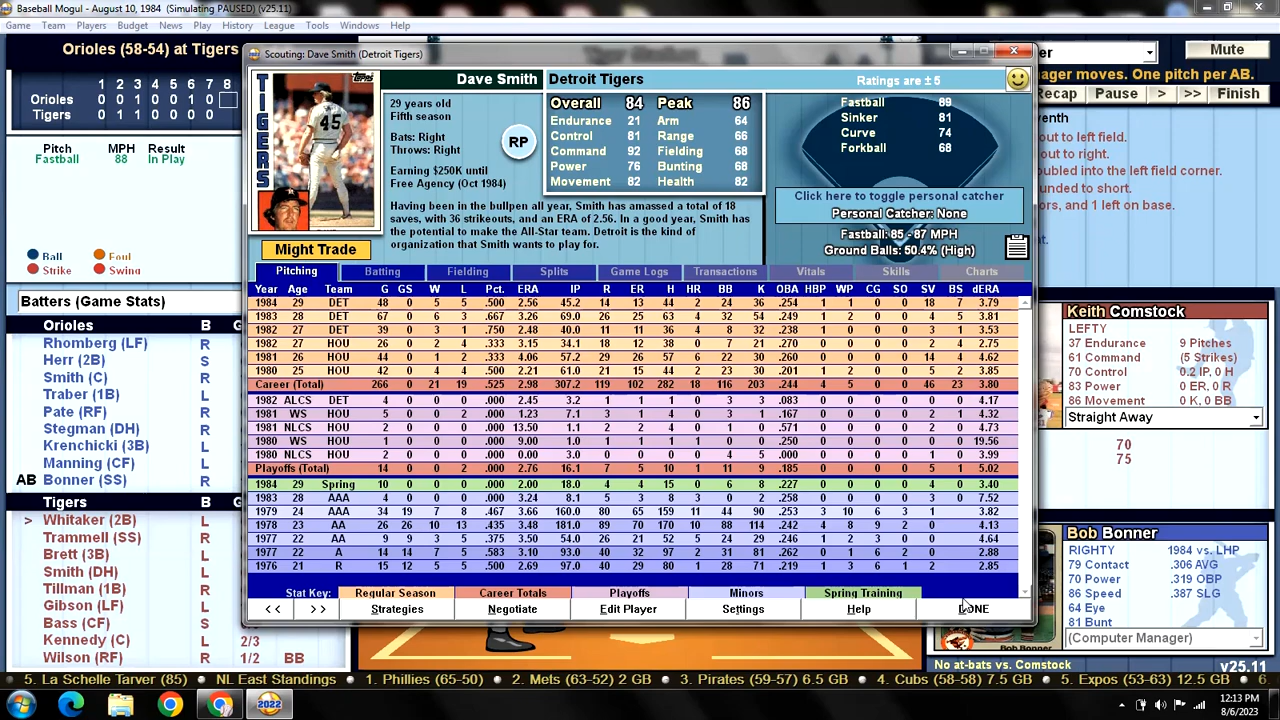 Baseball Mogul - August 10, 1984 (Simulating PAUSED) (v25.11)
Game Team Players Budget News Play History League Tools Windows Help
Orioles (58-54) at Tigers
1 2 3 4 5 6 7 8
Orioles 0 0 1 0 0 1 0
Tigers 0 1 1 0 0 0 0
Pitch MPH Result
Fastball 88 In Play
Ball Foul
Strike Swing
Batters (Game Stats)
Orioles B
Rhomberg (LF) R
Herr (2B) S
Smith (C) R
Traber (1B) L
Pate (RF) R
Stegman (DH) R
Krenchicki (3B) L
Manning (CF) L
AB Bonner (SS) R
Tigers B
> Whitaker (2B) L
Trammell (SS) R
Brett (3B) L
Smith (DH) R
Tillman (1B) R
Gibson (LF) L
Bass (CF) L
Kennedy (C) L 2/3
Wilson (RF) R 1/2 BB
Scouting: Dave Smith (Detroit Tigers)
TIGERS
Topps
45
Dave Smith
29 years old
Fifth season
Bats: Right
Throws: Right
Earning $250K until
Free Agency (Oct 1984)
RP
Detroit Tigers
Overall 84 Peak 86
Endurance 21 Arm 64
Control 81 Range 66
Command 92 Fielding 68
Power 76 Bunting 68
Movement 82 Health 82
Ratings are ± 5
Fastball 89
Sinker 81
Curve 74
Forkball 68
Click here to toggle personal catcher
Personal Catcher: None
Fastball: 85 - 87 MPH
Ground Balls: 50.4% (High)
Having been in the bullpen all year, Smith has amassed a total of 18
saves, with 36 strikeouts, and an ERA of 2.56. In a good year, Smith has
the potential to make the All-Star team. Detroit is the kind of
organization that Smith wants to play for.
Might Trade
Pitching Batting Fielding Splits Game Logs Transactions Vitals Skills Charts
Year Age Team G GS W L Pct. ERA IP R ER H HR BB K OBA HBP WP CG SO SV BS dERA
1984 29 DET 48 0 5 5 .500 2.56 45.2 14 13 44 2 24 36 .254 1 1 0 0 18 7 3.79
1983 28 DET 67 0 6 3 .667 3.26 69.0 26 25 63 4 32 54 .249 1 2 0 0 4 5 3.81
1982 27 DET 39 0 3 1 .750 2.48 40.0 11 11 36 4 8 32 .238 1 0 0 0 3 1 3.53
1982 27 HOU 26 0 2 4 .333 3.15 34.1 18 12 38 0 7 21 .270 0 0 0 0 2 4 2.75
1981 26 HOU 44 0 1 2 .333 4.06 57.2 29 26 57 6 22 30 .260 0 1 0 0 14 4 4.62
1980 25 HOU 42 0 4 4 .500 2.21 61.0 21 15 44 2 23 30 .201 1 2 0 0 5 2 3.85
Career (Total) 266 0 21 19 .525 2.98 307.2 119 102 282 18 116 203 .244 4 5 0 0 46 23 3.80
1982 ALCS DET 4 0 0 0 .000 2.45 3.2 1 1 1 0 3 3 .083 0 0 0 0 0 0 4.17
1981 WS HOU 5 0 0 2 .000 1.23 7.1 3 1 4 0 3 1 .167 0 0 0 0 2 1 4.32
1981 NLCS HOU 2 0 0 0 .000 13.50 1.1 2 2 4 0 0 1 .571 0 0 0 0 2 0 4.73
1980 WS HOU 1 0 0 0 .000 9.00 1.0 1 1 1 1 1 0 .250 0 0 0 0 0 0 19.56
1980 NLCS HOU 2 0 0 0 .000 0.00 3.0 0 0 0 0 4 5 .000 0 0 0 0 1 0 3.99
Playoffs (Total) 14 0 0 2 .000 2.76 16.1 7 5 10 1 11 9 .185 0 0 0 0 5 1 5.02
1984 29 Spring 10 0 0 0 .000 2.00 18.0 4 4 15 0 6 8 .227 0 1 0 0 4 0 3.40
1983 28 AAA 4 0 0 0 .000 3.24 8.1 5 3 8 3 0 2 .258 0 0 0 0 3 0 7.52
1979 24 AAA 34 19 7 8 .467 3.66 160.0 80 65 159 11 44 90 .253 3 10 6 3 1 3.82
1978 23 AA 26 26 10 13 .435 3.48 181.0 89 70 170 10 88 114 .242 4 8 9 2 0 4.13
1977 22 AA 9 9 3 5 .375 3.50 54.0 26 21 52 5 24 29 .246 1 2 3 0 0 4.64
1977 22 A 14 14 7 5 .583 3.10 93.0 40 32 97 2 31 81 .262 0 1 6 2 0 2.88
1976 21 R 15 12 5 5 .500 2.69 97.0 40 29 80 1 28 71 .219 1 3 6 2 0 2.85
Stat Key: Regular Season Career Totals Playoffs Minors Spring Training
<< >> Strategies Negotiate Edit Player Settings Help DONE
Mute
nager moves. One pitch per AB.
Recap Pause > >> Finish
venth
out to left field.
out to right.
oubled into the left field corner.
unded to short.
ors, and 1 left on base.
Keith Comstock
LEFTY
37 Endurance 9 Pitches
61 Command (5 Strikes)
70 Control 0.2 IP, 0 H
83 Power 0 ER, 0 R
86 Movement 0 K, 0 BB
Straight Away
70
75
Bob Bonner
RIGHTY 1984 vs. LHP
79 Contact .306 AVG
70 Power .319 OBP
86 Speed .387 SLG
64 Eye
81 Bunt
(Computer Manager)
Bob Bonner
No at-bats vs. Comstock v25.11
5. La Schelle Tarver (85) NL East Standings 1. Phillies (65-50) 2. Mets (63-52) 2 GB 3. Pirates (59-57) 6.5 GB 4. Cubs (58-58) 7.5 GB 5. Expos (53-63) 12.5 GB 6.
2022
12:13 PM
8/6/2023